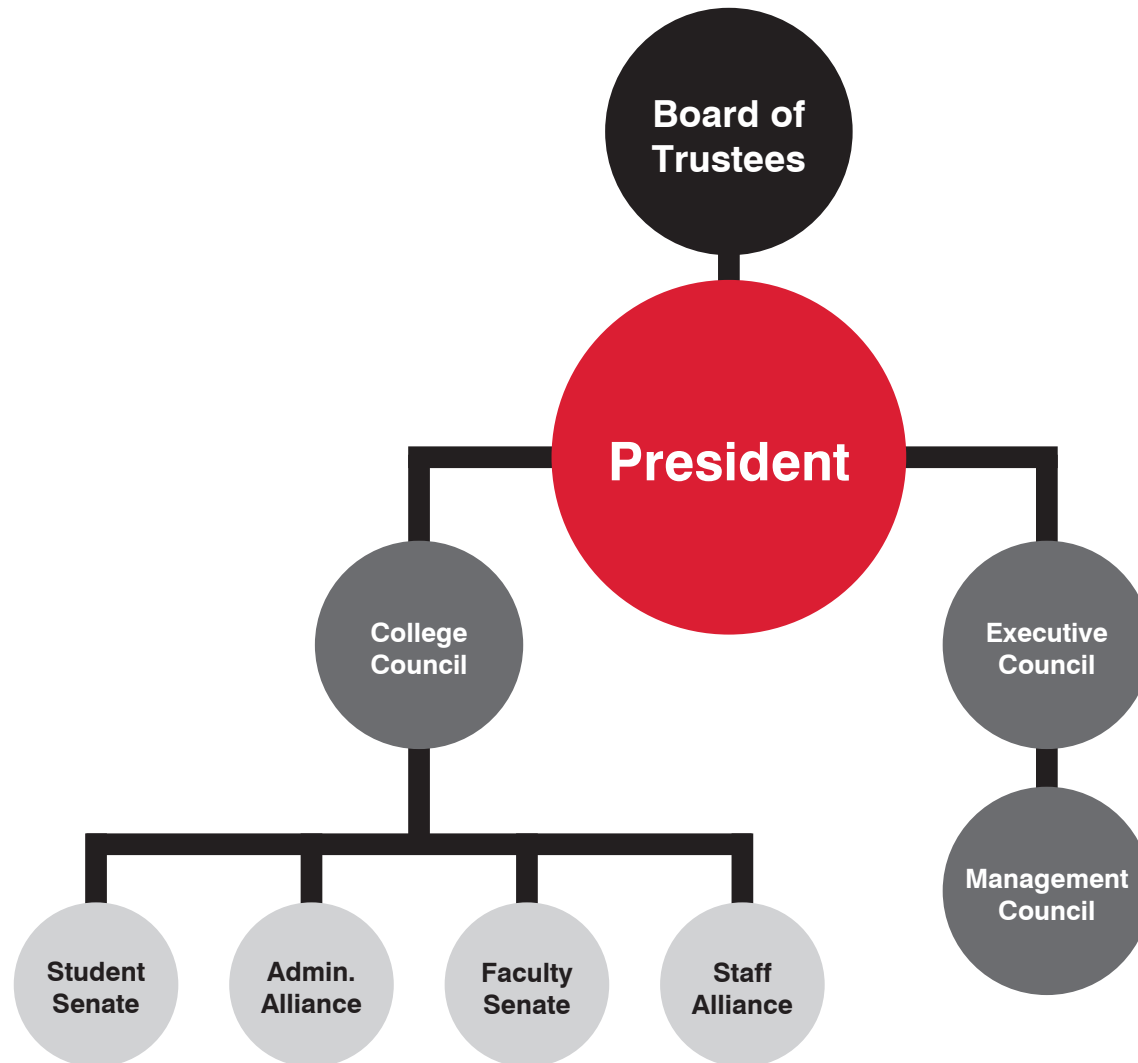 Board of
Trustees
President
College
Council
Executive
Council
Management
Council
Student
Senate
Admin.
Alliance
Faculty
Senate
Staff
Alliance